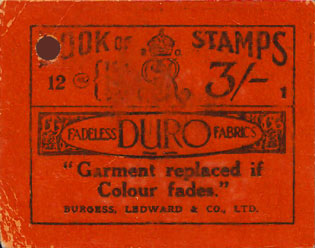 OOK OF STAMPS
12 3/- 1
FADELESS DURO FABRICS
"Garment replaced if
Colour fades."
BURGESS, LEDWARD & CO., LTD.